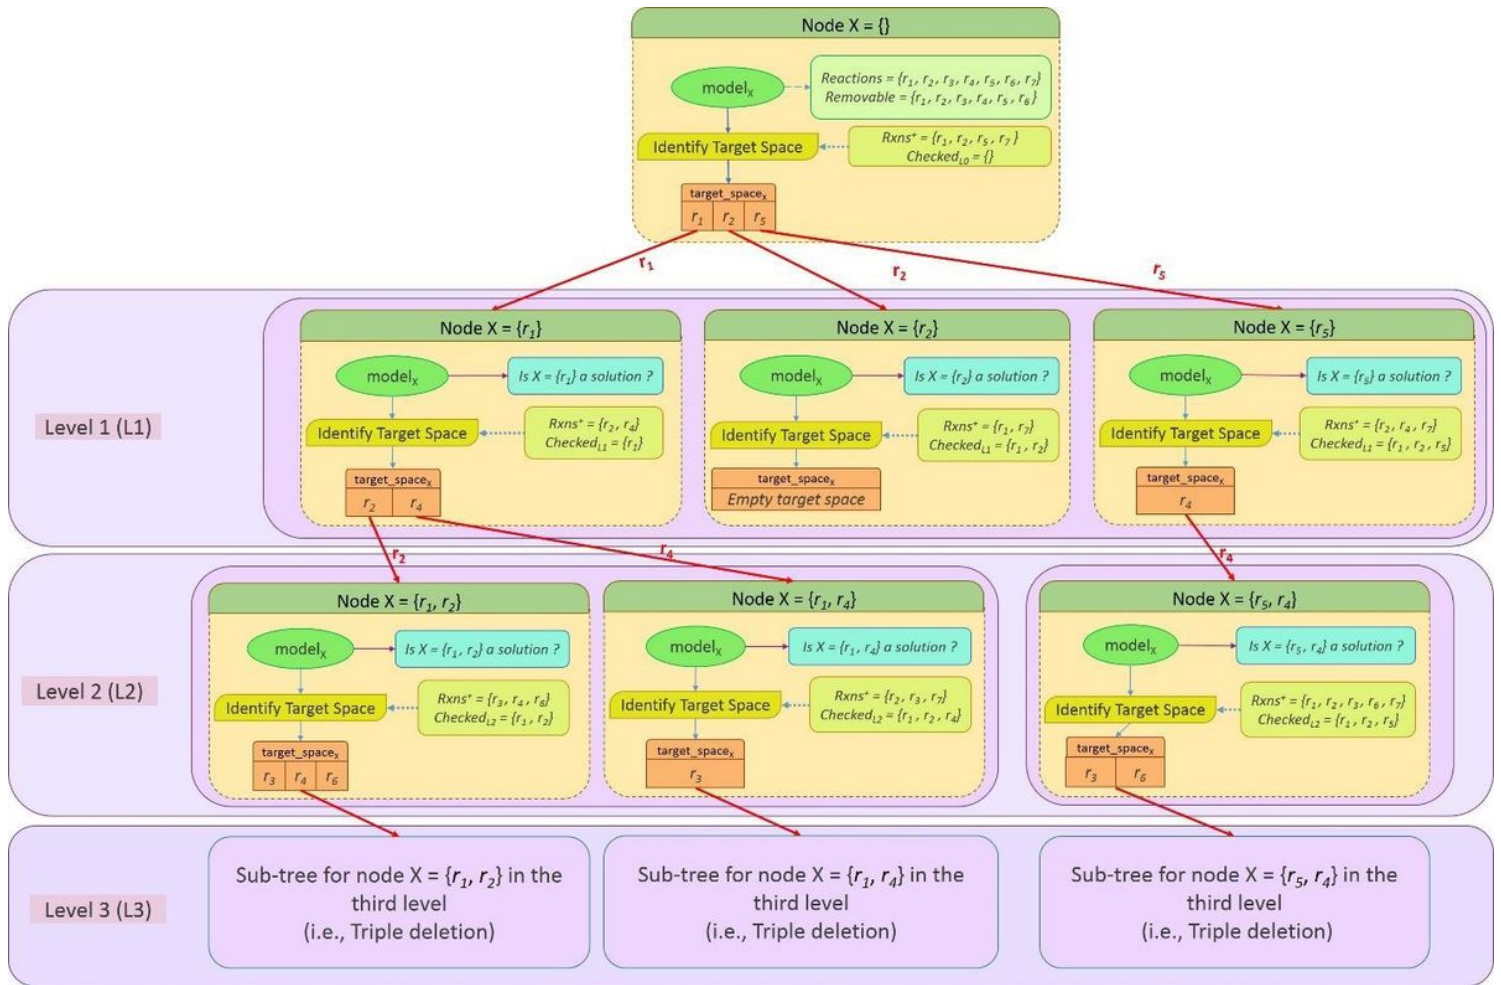 Node X = {}
model_X
Reactions = {r₁, r₂, r₃, r₄, r₅, r₆, r₇}
Removable = {r₁, r₂, r₃, r₄, r₅, r₆}
Identify Target Space
Rxns⁺ = {r₁, r₂, r₅, r₇ }
Checked_L0 = {}
target_space_x
r₁ r₂ r₅
r₁
r₂
r₅
Level 1 (L1)
Node X = {r₁}
model_X
Is X = {r₁} a solution ?
Identify Target Space
Rxns⁺ = {r₂, r₄}
Checked_L1 = {r₁}
target_space_x
r₂ r₄
Node X = {r₂}
model_X
Is X = {r₂} a solution ?
Identify Target Space
Rxns⁺ = {r₁, r₇}
Checked_L1 = {r₁, r₂}
target_space_x
Empty target space
Node X = {r₅}
model_X
Is X = {r₅} a solution ?
Identify Target Space
Rxns⁺ = {r₂, r₄, r₇}
Checked_L1 = {r₁, r₂, r₅}
target_space_x
r₄
r₂
r₄
r₄
Level 2 (L2)
Node X = {r₁, r₂}
model_X
Is X = {r₁, r₂} a solution ?
Identify Target Space
Rxns⁺ = {r₃, r₄, r₆}
Checked_L2 = {r₁, r₂}
target_space_x
r₃ r₄ r₆
Node X = {r₁, r₄}
model_X
Is X = {r₁, r₄} a solution ?
Identify Target Space
Rxns⁺ = {r₂, r₃, r₇}
Checked_L2 = {r₁, r₂, r₄}
target_space_x
r₃
Node X = {r₅, r₄}
model_X
Is X = {r₅, r₄} a solution ?
Identify Target Space
Rxns⁺ = {r₁, r₂, r₃, r₆, r₇}
Checked_L2 = {r₁, r₂, r₅}
target_space_x
r₃ r₆
Level 3 (L3)
Sub-tree for node X = {r₁, r₂} in the
third level
(i.e., Triple deletion)
Sub-tree for node X = {r₁, r₄} in the
third level
(i.e., Triple deletion)
Sub-tree for node X = {r₅, r₄} in the
third level
(i.e., Triple deletion)